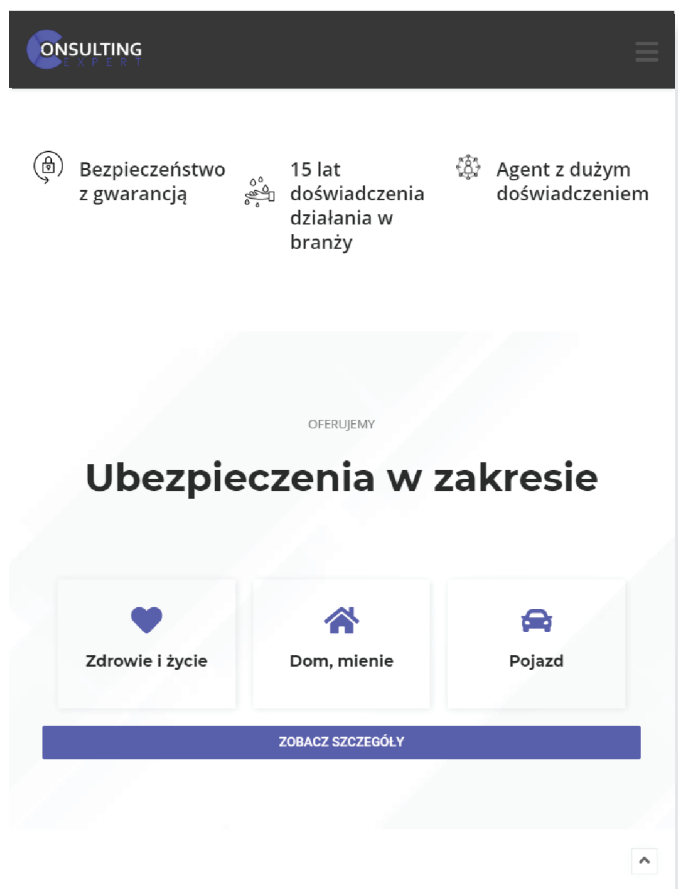 CONSULTING
EXPERT
Bezpieczeństwo
z gwarancją
15 lat
doświadczenia
działania w
branży
Agent z dużym
doświadczeniem
OFERUJEMY
Ubezpieczenia w zakresie
Zdrowie i życie
Dom, mienie
Pojazd
ZOBACZ SZCZEGÓŁY